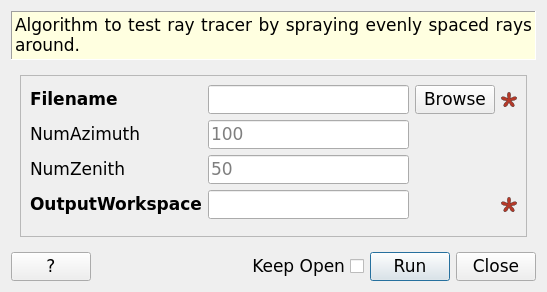 Algorithm to test ray tracer by spraying evenly spaced rays
around.
Filename Browse *
NumAzimuth 100
NumZenith 50
OutputWorkspace *
? Keep Open Run Close